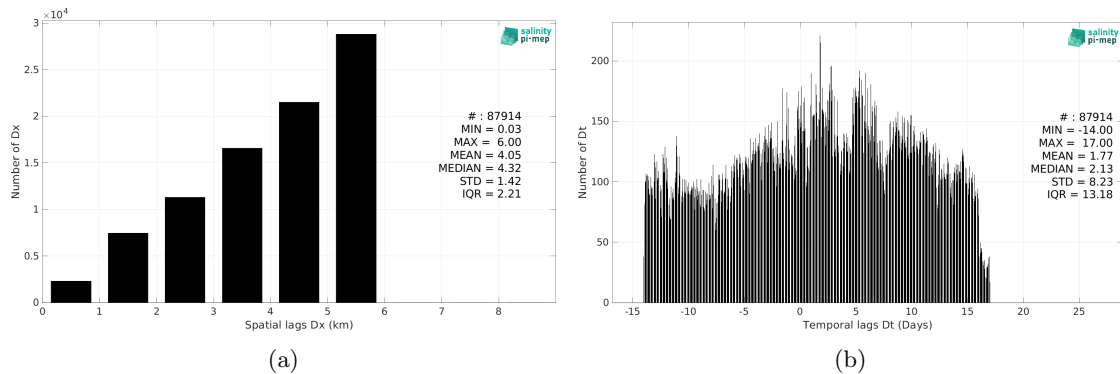 ×10^4
3
2.5
2
1.5
1
0.5
0
Number of Dx
0 1 2 3 4 5 6 7 8
Spatial lags Dx (km)
salinity
pi-mep
# : 87914
MIN = 0.03
MAX = 6.00
MEAN = 4.05
MEDIAN = 4.32
STD = 1.42
IQR = 2.21
(a)
200
150
100
50
0
Number of Dt
-15 -10 -5 0 5 10 15 20 25
Temporal lags Dt (Days)
salinity
pi-mep
# : 87914
MIN = -14.00
MAX = 17.00
MEAN = 1.77
MEDIAN = 2.13
STD = 8.23
IQR = 13.18
(b)